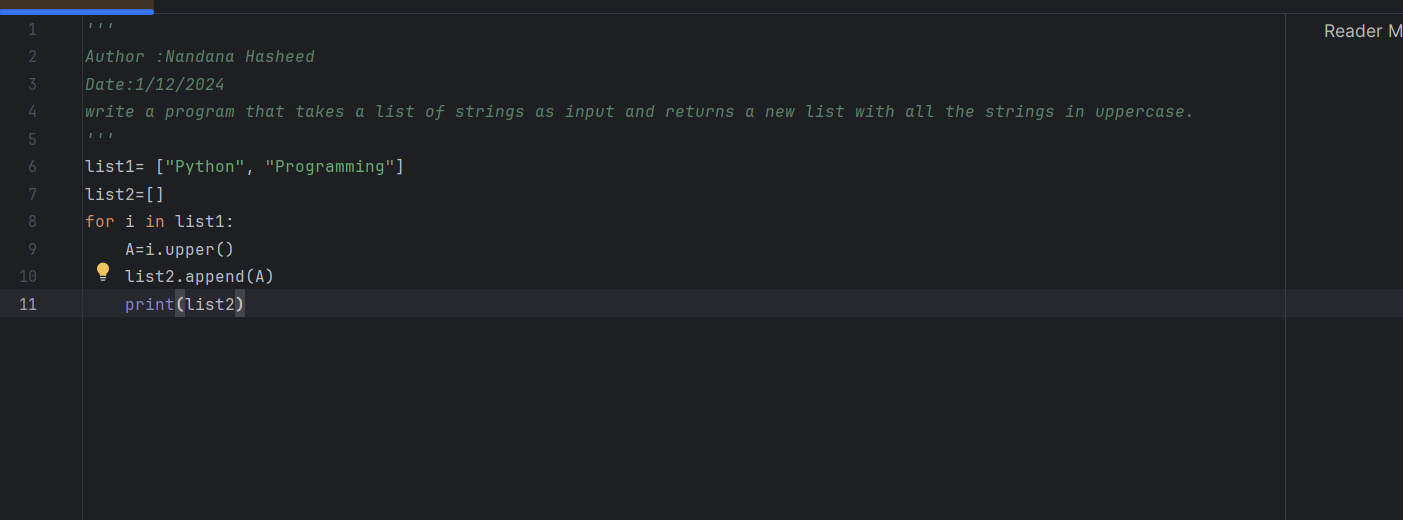 Reader M
1 '''
2 Author :Nandana Hasheed
3 Date:1/12/2024
4 write a program that takes a list of strings as input and returns a new list with all the strings in uppercase.
5 '''
6 list1= ["Python", "Programming"]
7 list2=[]
8 for i in list1:
9     A=i.upper()
10     list2.append(A)
11     print(list2)